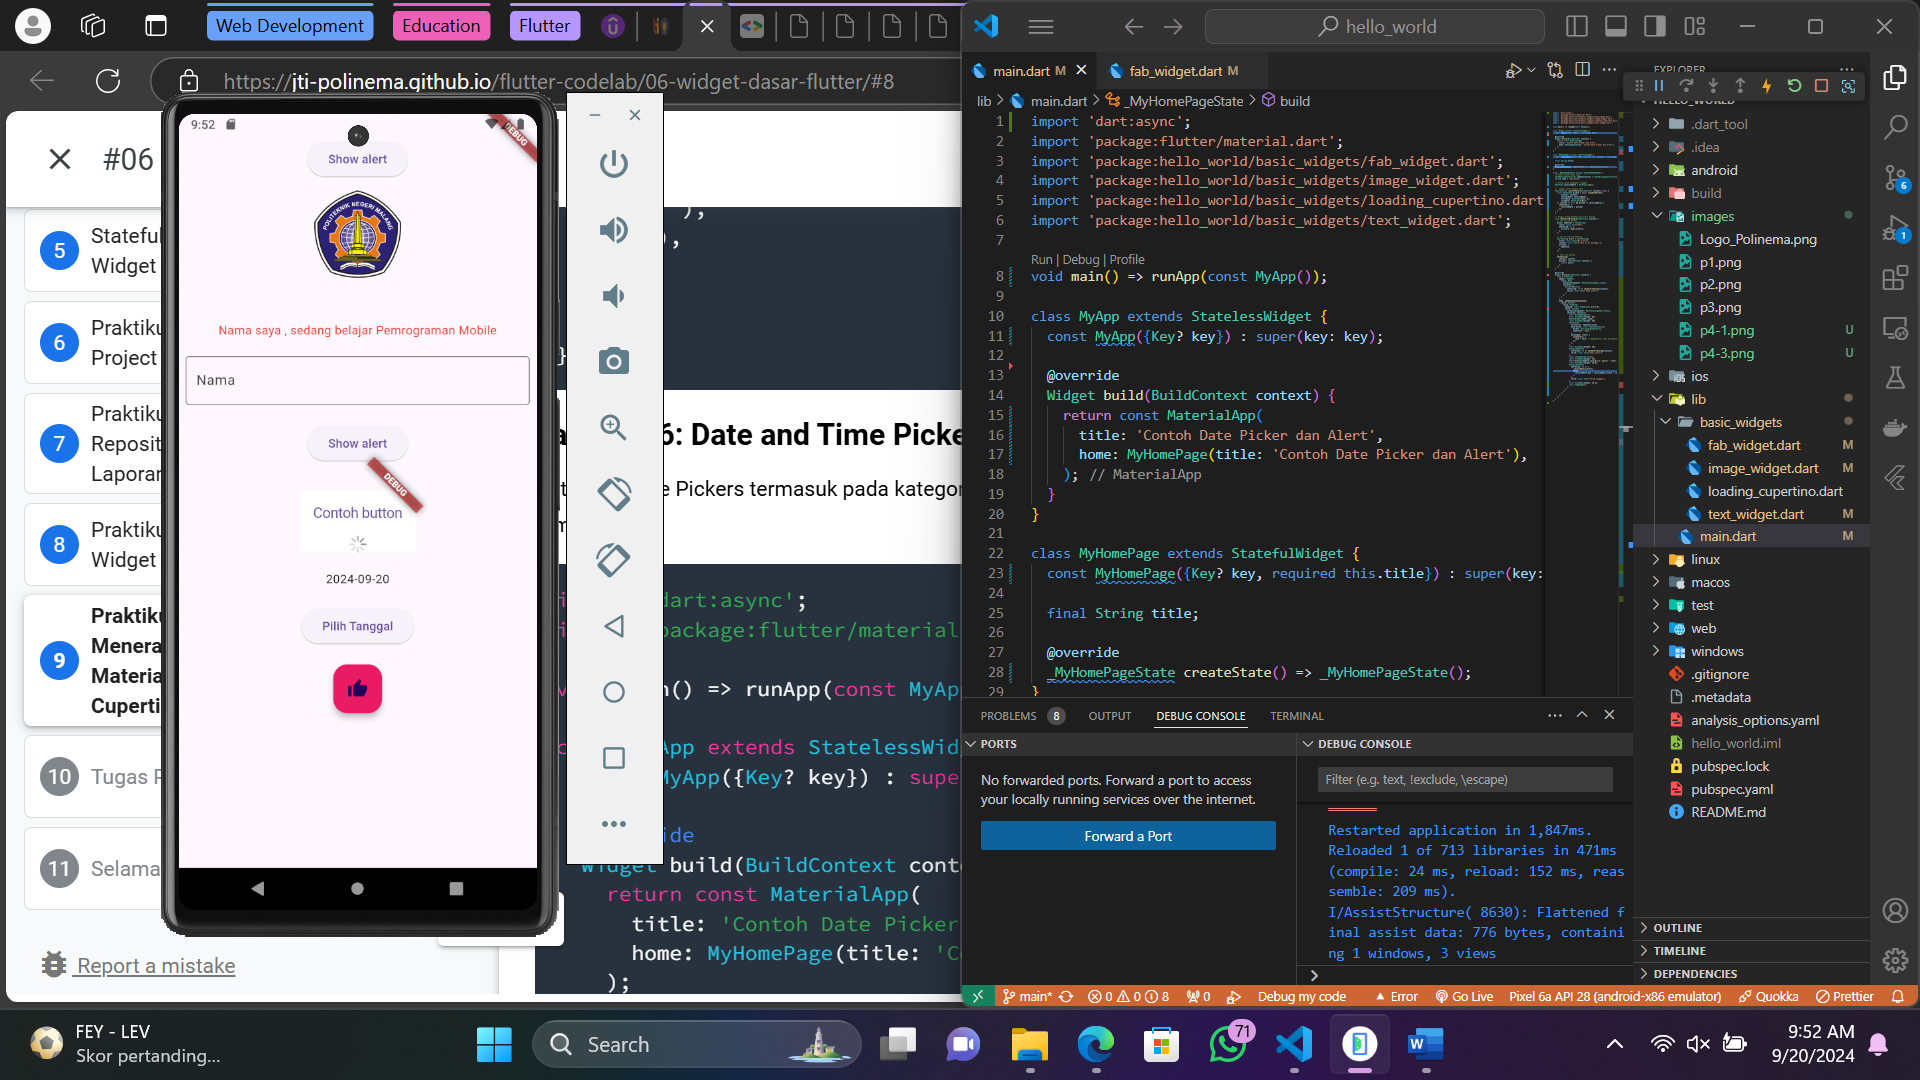 Web Development
Education
Flutter
https://jti-polinema.github.io/flutter-codelab/06-widget-dasar-flutter/#8
#06
5
Stateful
Widget
6
Praktiku
Project
7
Praktiku
Reposit
Laporar
8
Praktiku
Widget
9
Praktiku
Menera
Materia
Cuperti
10
Tugas P
11
Selama
Report a mistake
9:52
DEBUG
Show alert
POLITEKNIK NEGERI MALANG
Nama saya , sedang belajar Pemrograman Mobile
Nama
Show alert
DEBUG
Contoh button
2024-09-20
Pilih Tanggal
);
},
}
6: Date and Time Picke
e Pickers termasuk pada kategor
dart:async';
package:flutter/material
n() => runApp(const MyAp
App extends StatelessWid
MyApp({Key? key}) : supe
ide
Widget build(BuildContext conte
return const MaterialApp(
title: 'Contoh Date Picker
home: MyHomePage(title: 'C
);
hello_world
main.dart M
fab_widget.dart M
lib > main.dart > _MyHomePageState > build
1 import 'dart:async';
2 import 'package:flutter/material.dart';
3 import 'package:hello_world/basic_widgets/fab_widget.dart';
4 import 'package:hello_world/basic_widgets/image_widget.dart';
5 import 'package:hello_world/basic_widgets/loading_cupertino.dart
6 import 'package:hello_world/basic_widgets/text_widget.dart';
7
Run | Debug | Profile
8 void main() => runApp(const MyApp());
9
10 class MyApp extends StatelessWidget {
11 const MyApp({Key? key}) : super(key: key);
12
13 @override
14 Widget build(BuildContext context) {
15 return const MaterialApp(
16 title: 'Contoh Date Picker dan Alert',
17 home: MyHomePage(title: 'Contoh Date Picker dan Alert'),
18 ); // MaterialApp
19 }
20 }
21
22 class MyHomePage extends StatefulWidget {
23 const MyHomePage({Key? key, required this.title}) : super(key:
24
25 final String title;
26
27 @override
28 _MyHomePageState createState() => _MyHomePageState();
29 }
PROBLEMS 8 OUTPUT DEBUG CONSOLE TERMINAL
PORTS
No forwarded ports. Forward a port to access
your locally running services over the internet.
Forward a Port
DEBUG CONSOLE
Filter (e.g. text, !exclude, \escape)
Restarted application in 1,847ms.
Reloaded 1 of 713 libraries in 471ms
(compile: 24 ms, reload: 152 ms, reas
semble: 209 ms).
I/AssistStructure( 8630): Flattened f
inal assist data: 776 bytes, containi
ng 1 windows, 3 views
EXPLORER
HELLO_WORLD
.dart_tool
.idea
android
build
images
Logo_Polinema.png
p1.png
p2.png
p3.png
p4-1.png U
p4-3.png U
ios
lib
basic_widgets
fab_widget.dart M
image_widget.dart M
loading_cupertino.dart
text_widget.dart M
main.dart M
linux
macos
test
web
windows
.gitignore
.metadata
analysis_options.yaml
hello_world.iml
pubspec.lock
pubspec.yaml
README.md
OUTLINE
TIMELINE
DEPENDENCIES
6
1
main* 0 0 8 0 Debug my code Error Go Live Pixel 6a API 28 (android-x86 emulator) Quokka Prettier
FEY - LEV
Skor pertanding...
Search
71
9:52 AM
9/20/2024